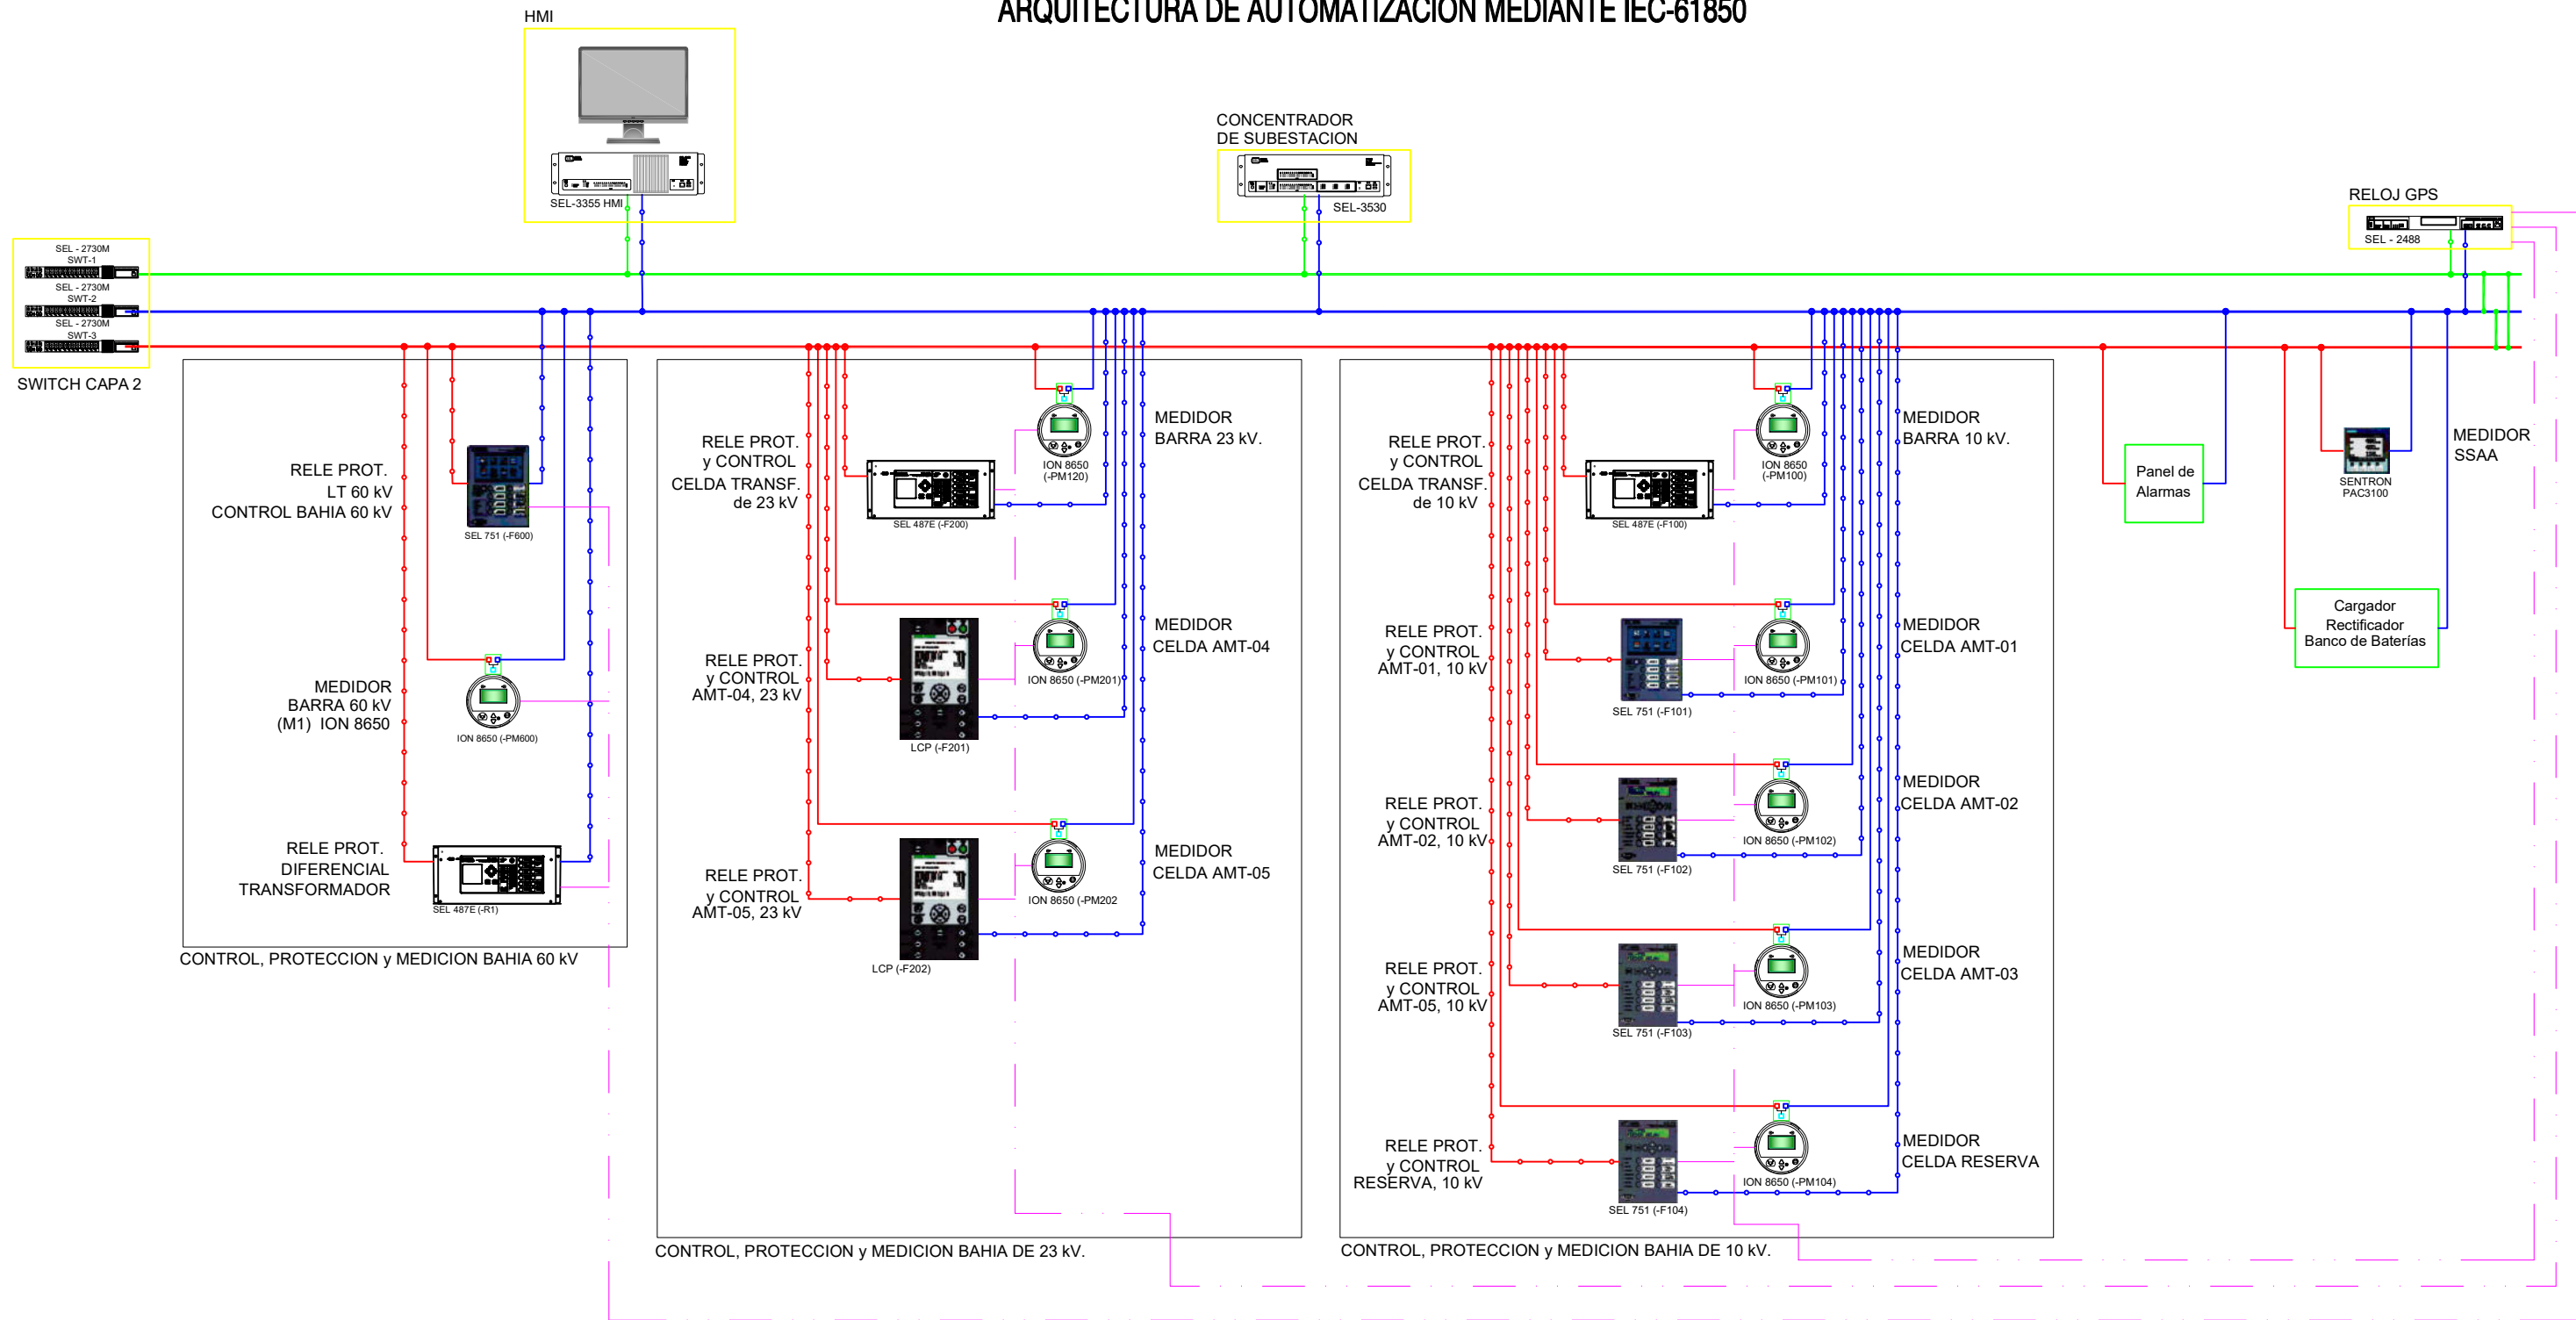 ARQUITECTURA DE AUTOMATIZACION MEDIANTE IEC-61850
HMI
SEL-3355 HMI
CONCENTRADOR
DE SUBESTACION
SEL-3530
RELOJ GPS
SEL - 2488
SEL - 2730M
SWT-1
SEL - 2730M
SWT-2
SEL - 2730M
SWT-3
SWITCH CAPA 2
RELE PROT.
LT 60 kV
CONTROL BAHIA 60 kV
SEL 751 (-F600)
MEDIDOR
BARRA 60 kV
(M1) ION 8650
ION 8650 (-PM600)
RELE PROT.
DIFERENCIAL
TRANSFORMADOR
SEL 487E (-R1)
CONTROL, PROTECCION y MEDICION BAHIA 60 kV
RELE PROT.
y CONTROL
CELDA TRANSF.
de 23 kV
SEL 487E (-F200)
ION 8650
(-PM120)
MEDIDOR
BARRA 23 kV.
RELE PROT.
y CONTROL
AMT-04, 23 kV
LCP (-F201)
ION 8650 (-PM201)
MEDIDOR
CELDA AMT-04
RELE PROT.
y CONTROL
AMT-05, 23 kV
LCP (-F202)
ION 8650 (-PM202
MEDIDOR
CELDA AMT-05
CONTROL, PROTECCION y MEDICION BAHIA DE 23 kV.
RELE PROT.
y CONTROL
CELDA TRANSF.
de 10 kV
SEL 487E (-F100)
ION 8650
(-PM100)
MEDIDOR
BARRA 10 kV.
RELE PROT.
y CONTROL
AMT-01, 10 kV
SEL 751 (-F101)
ION 8650 (-PM101)
MEDIDOR
CELDA AMT-01
RELE PROT.
y CONTROL
AMT-02, 10 kV
SEL 751 (-F102)
ION 8650 (-PM102)
MEDIDOR
CELDA AMT-02
RELE PROT.
y CONTROL
AMT-05, 10 kV
SEL 751 (-F103)
ION 8650 (-PM103)
MEDIDOR
CELDA AMT-03
RELE PROT.
y CONTROL
RESERVA, 10 kV
SEL 751 (-F104)
ION 8650 (-PM104)
MEDIDOR
CELDA RESERVA
CONTROL, PROTECCION y MEDICION BAHIA DE 10 kV.
Panel de
Alarmas
SENTRON
PAC3100
MEDIDOR
SSAA
Cargador
Rectificador
Banco de Baterías